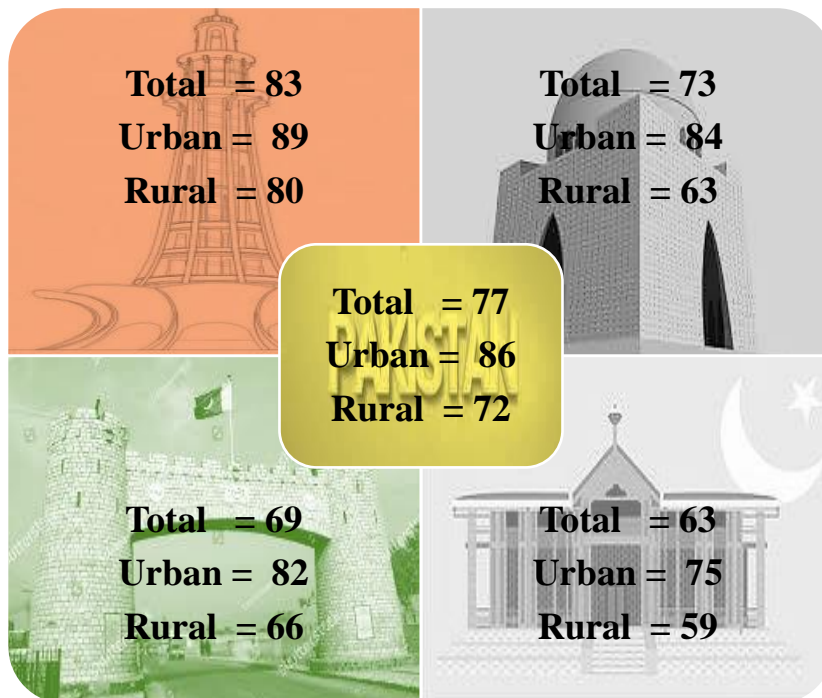 Total = 83
Urban = 89
Rural = 80
Total = 73
Urban = 84
Rural = 63
Total = 77
Urban = 86
Rural = 72
PAKISTAN
Total = 69
Urban = 82
Rural = 66
Total = 63
Urban = 75
Rural = 59